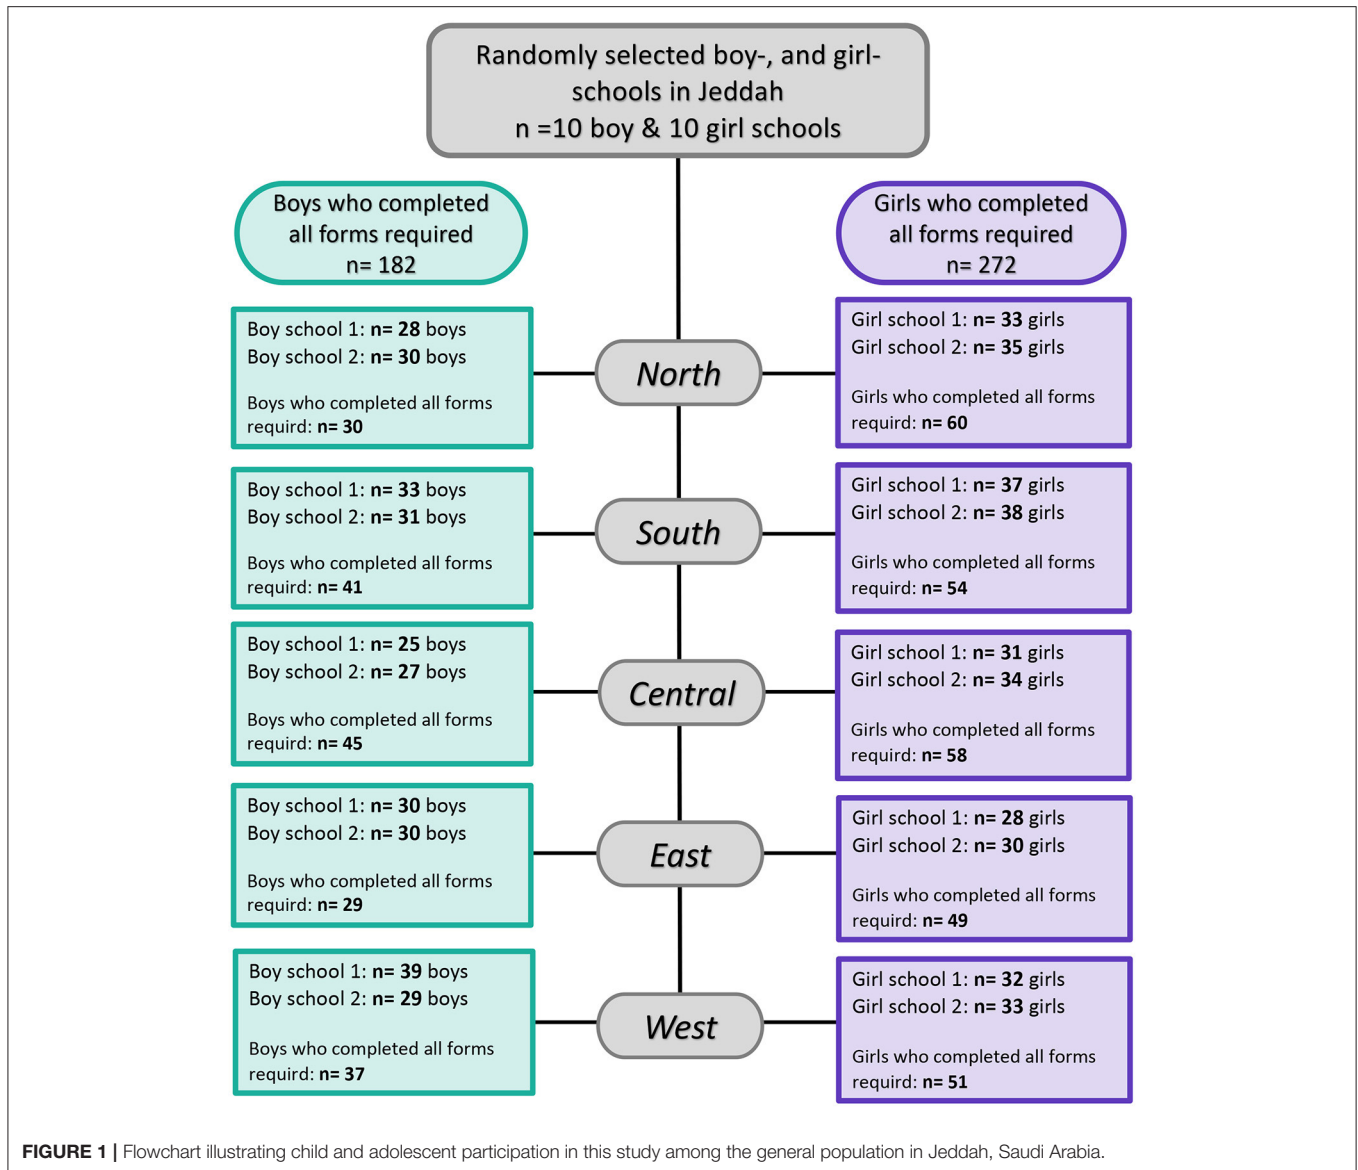 Randomly selected boy-, and girl-
schools in Jeddah
n =10 boy & 10 girl schools
Boys who completed
all forms required
n= 182
Girls who completed
all forms required
n= 272
Boy school 1: n= 28 boys
Boy school 2: n= 30 boys
Boys who completed all forms
requird: n= 30
North
Girl school 1: n= 33 girls
Girl school 2: n= 35 girls
Girls who completed all forms
requird: n= 60
Boy school 1: n= 33 boys
Boy school 2: n= 31 boys
Boys who completed all forms
requird: n= 41
South
Girl school 1: n= 37 girls
Girl school 2: n= 38 girls
Girls who completed all forms
requird: n= 54
Boy school 1: n= 25 boys
Boy school 2: n= 27 boys
Boys who completed all forms
requird: n= 45
Central
Girl school 1: n= 31 girls
Girl school 2: n= 34 girls
Girls who completed all forms
requird: n= 58
Boy school 1: n= 30 boys
Boy school 2: n= 30 boys
Boys who completed all forms
requird: n= 29
East
Girl school 1: n= 28 girls
Girl school 2: n= 30 girls
Girls who completed all forms
requird: n= 49
Boy school 1: n= 39 boys
Boy school 2: n= 29 boys
Boys who completed all forms
requird: n= 37
West
Girl school 1: n= 32 girls
Girl school 2: n= 33 girls
Girls who completed all forms
requird: n= 51
FIGURE 1 | Flowchart illustrating child and adolescent participation in this study among the general population in Jeddah, Saudi Arabia.